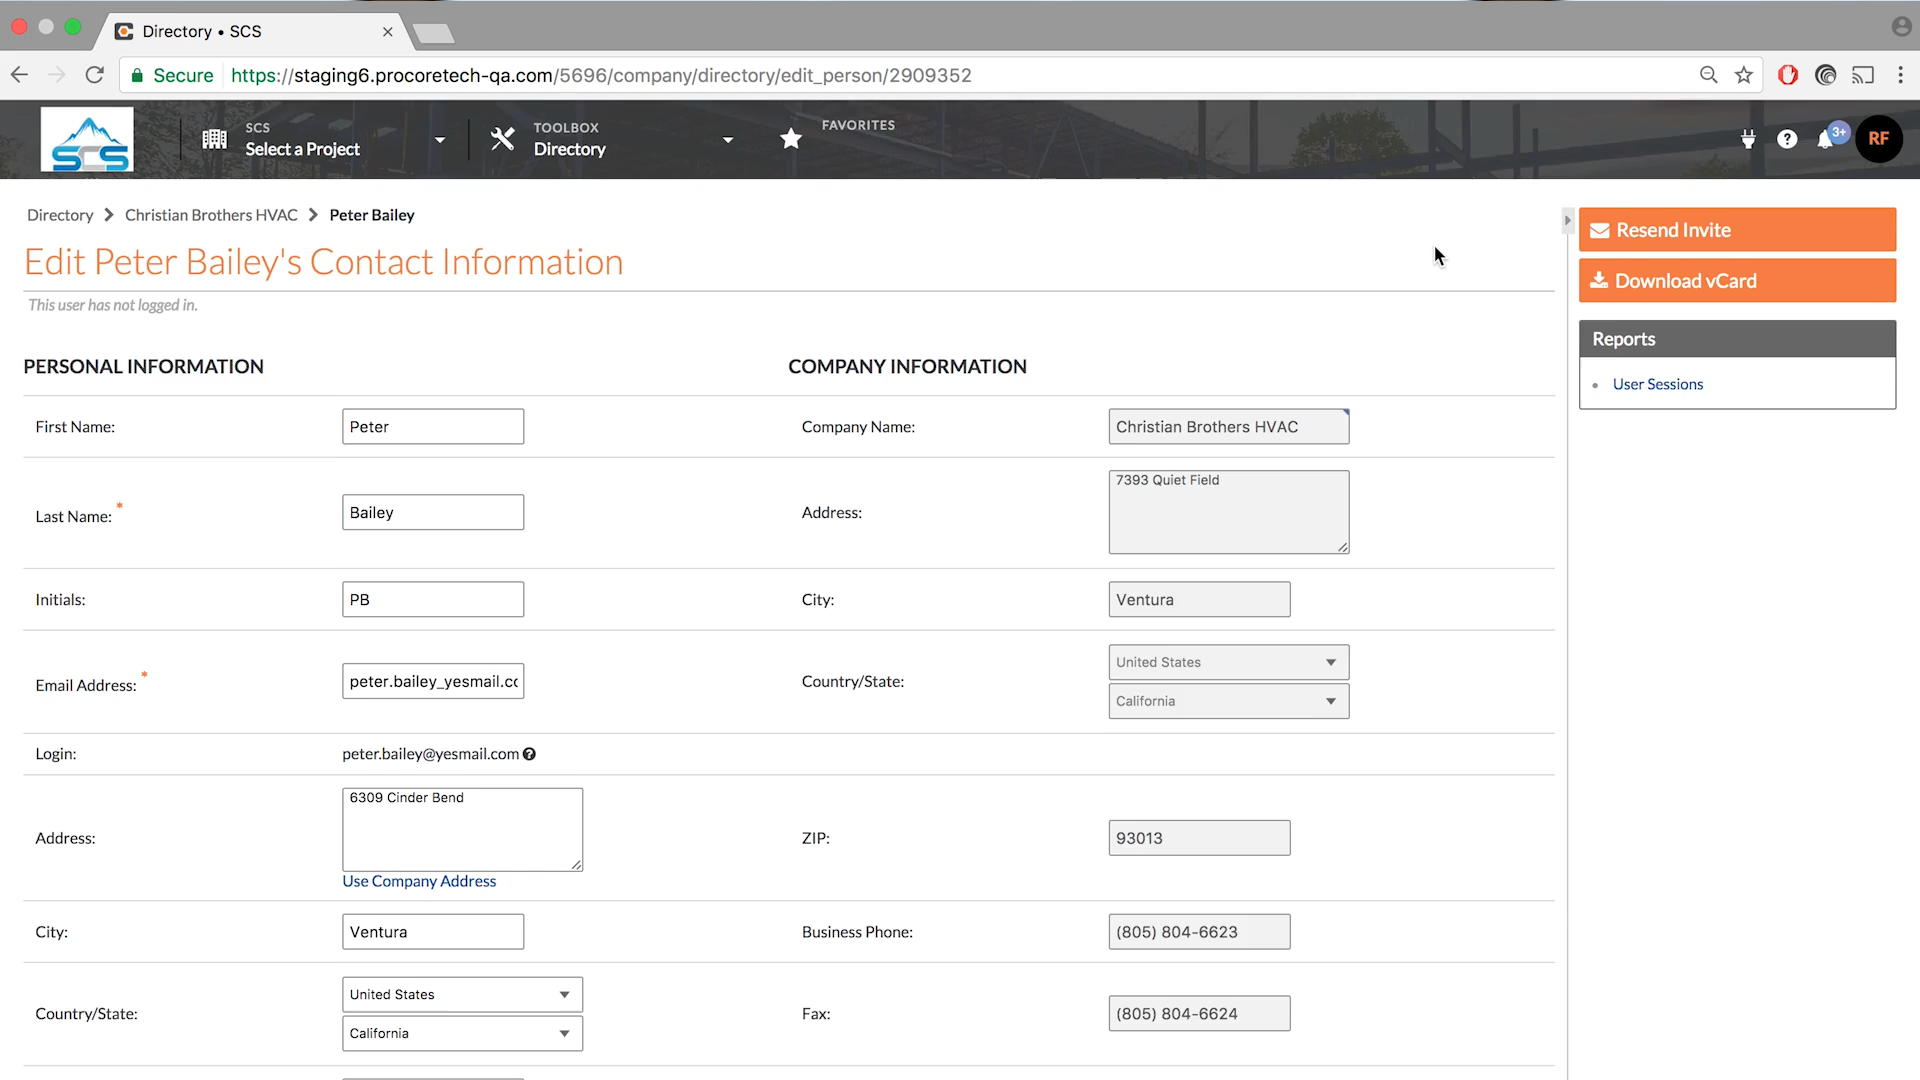 Directory • SCS
Secure https://staging6.procoretech-qa.com/5696/company/directory/edit_person/2909352
SCS
SCS
Select a Project
TOOLBOX
Directory
FAVORITES
3+
RF
Directory Christian Brothers HVAC Peter Bailey
Edit Peter Bailey's Contact Information
This user has not logged in.
Resend Invite
Download vCard
Reports
User Sessions
PERSONAL INFORMATION
COMPANY INFORMATION
First Name: Peter
Company Name: Christian Brothers HVAC
Last Name: * Bailey
Address: 7393 Quiet Field
Initials: PB
City: Ventura
Email Address: * peter.bailey_yesmail.cc
Country/State: United States
California
Login: peter.bailey@yesmail.com
Address: 6309 Cinder Bend
Use Company Address
ZIP: 93013
City: Ventura
Business Phone: (805) 804-6623
Country/State: United States
California
Fax: (805) 804-6624